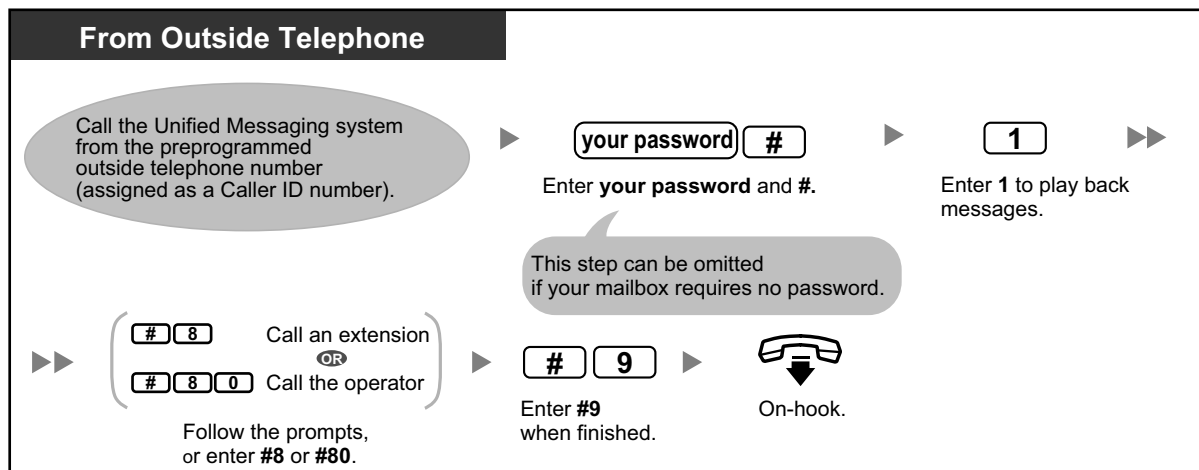 From Outside Telephone
Call the Unified Messaging system
from the preprogrammed
outside telephone number
(assigned as a Caller ID number).
your password #
Enter your password and #.
This step can be omitted
if your mailbox requires no password.
1
Enter 1 to play back
messages.
# 8 Call an extension
OR
# 8 0 Call the operator
Follow the prompts,
or enter #8 or #80.
# 9
Enter #9
when finished.
On-hook.